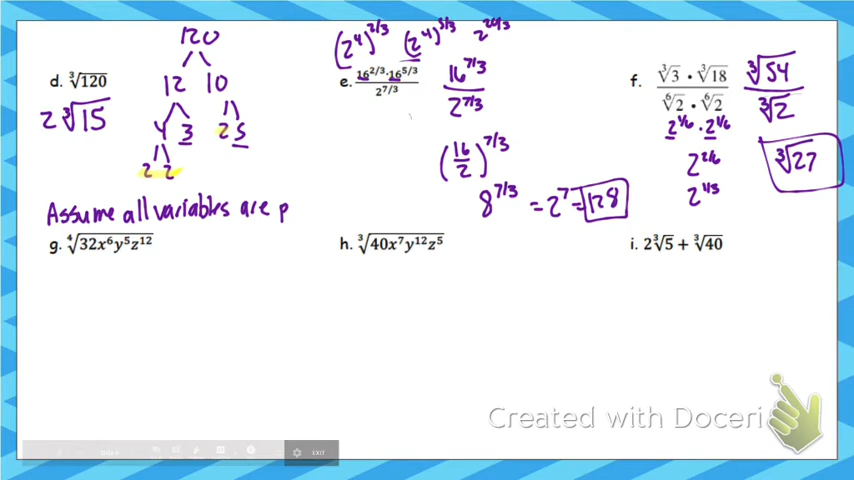 120
12 10
4 3 2 5
2 2
d. ∛120
2∛15
(2⁴)^2/3 (2⁴)^5/3 2^20/3
e. 16^2/3·16^5/3 / 2^7/3
16^7/3 / 2^7/3
(16/2)^7/3
8^7/3 = 2⁷ = 128
f. ∛3 · ∛18 / ⁶√2 · ⁶√2
∛54 / ∛2
2^1/6 · 2^1/6
2^2/6
2^1/3
∛27
Assume all variables are p
g. ∜32x⁶y⁵z¹²
h. ∛40x⁷y¹²z⁵
i. 2∛5 + ∛40
Created with Doceri
EXIT